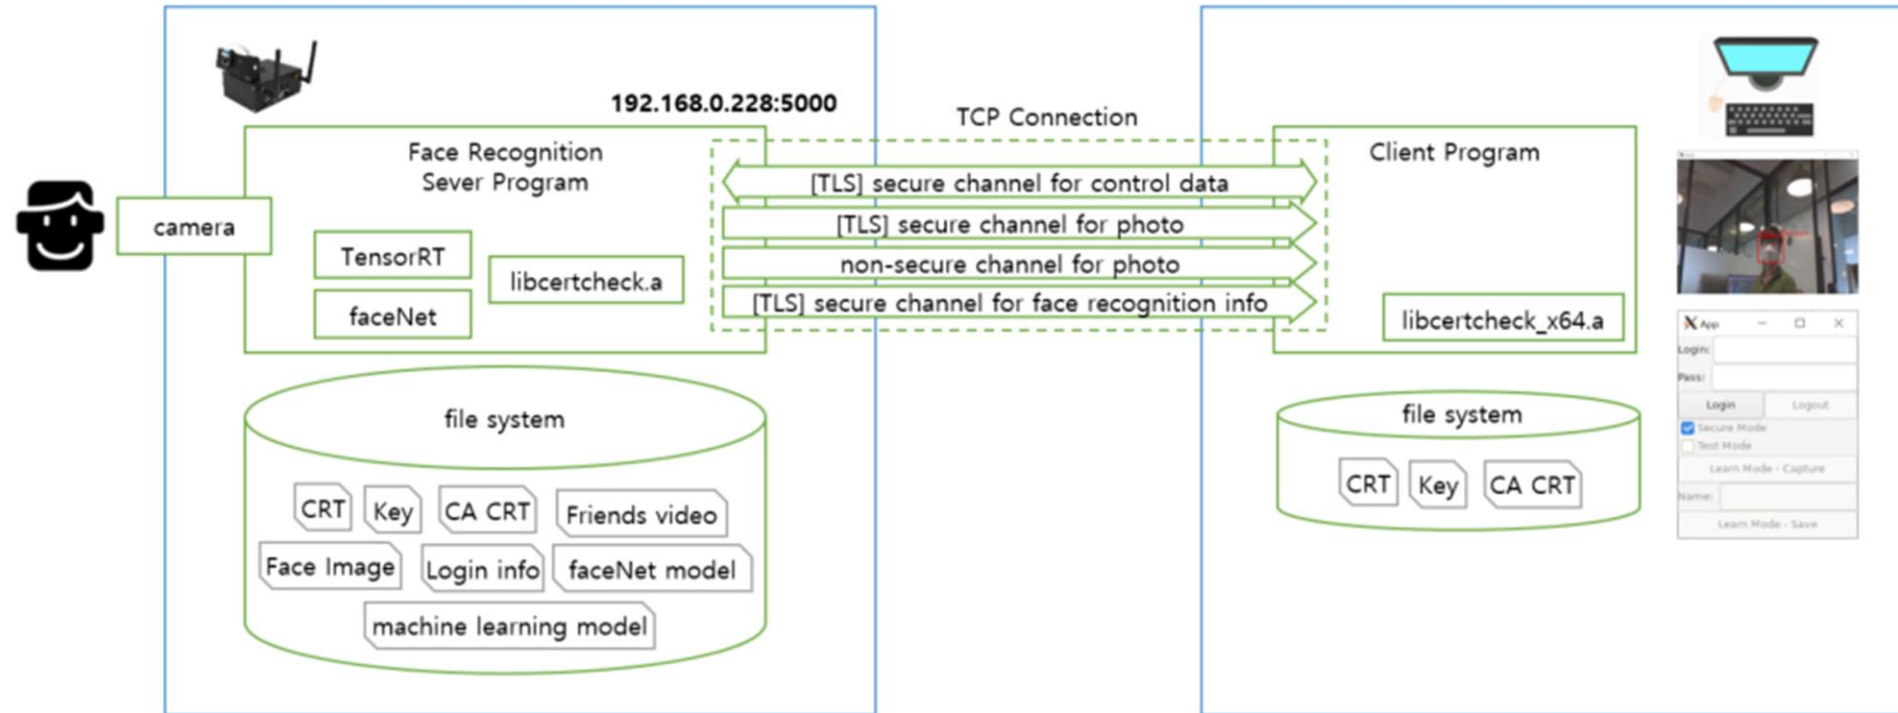 192.168.0.228:5000
TCP Connection
Face Recognition
Sever Program
Client Program
camera
TensorRT
faceNet
libcertcheck.a
[TLS] secure channel for control data
[TLS] secure channel for photo
non-secure channel for photo
[TLS] secure channel for face recognition info
libcertcheck_x64.a
file system
CRT
Key
CA CRT
Friends video
Face Image
Login info
faceNet model
machine learning model
file system
CRT
Key
CA CRT
App
Login:
Pass:
Login
Logout
Secure Mode
Test Mode
Learn Mode - Capture
Name:
Learn Mode - Save